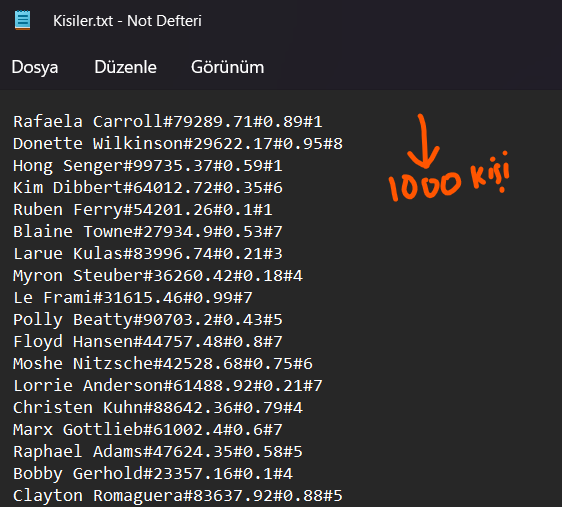 Kisiler.txt - Not Defteri
Dosya Düzenle Görünüm
Rafaela Carroll#79289.71#0.89#1
Donette Wilkinson#29622.17#0.95#8
Hong Senger#99735.37#0.59#1
Kim Dibbert#64012.72#0.35#6
Ruben Ferry#54201.26#0.1#1
Blaine Towne#27934.9#0.53#7
Larue Kulas#83996.74#0.21#3
Myron Steuber#36260.42#0.18#4
Le Frami#31615.46#0.99#7
Polly Beatty#90703.2#0.43#5
Floyd Hansen#44757.48#0.8#7
Moshe Nitzsche#42528.68#0.75#6
Lorrie Anderson#61488.92#0.21#7
Christen Kuhn#88642.36#0.79#4
Marx Gottlieb#61002.4#0.6#7
Raphael Adams#47624.35#0.58#5
Bobby Gerhold#23357.16#0.1#4
Clayton Romaguera#83637.92#0.88#5
1000 kişi